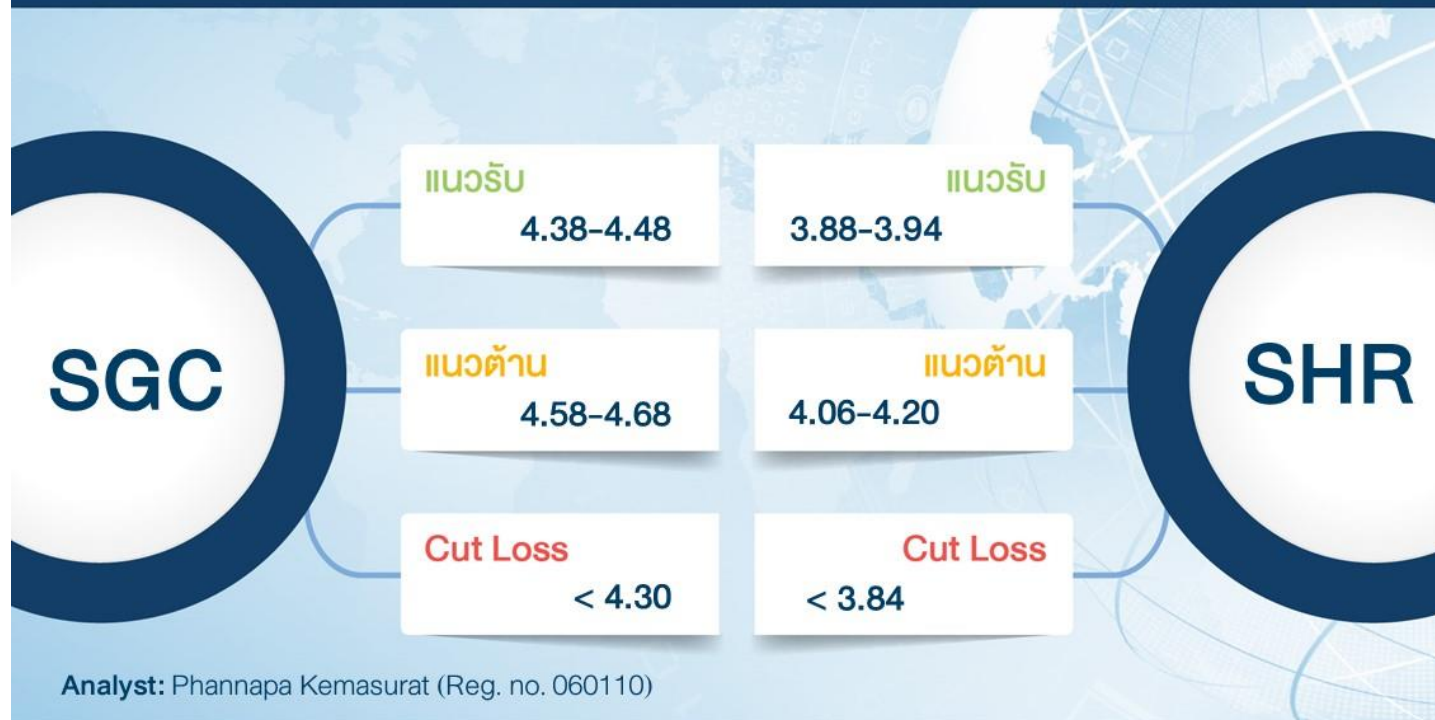 SGC
แนวรับ
4.38-4.48
แนวต้าน
4.58-4.68
Cut Loss
< 4.30
แนวรับ
3.88-3.94
แนวต้าน
4.06-4.20
Cut Loss
< 3.84
SHR
Analyst: Phannapa Kemasurat (Reg. no. 060110)